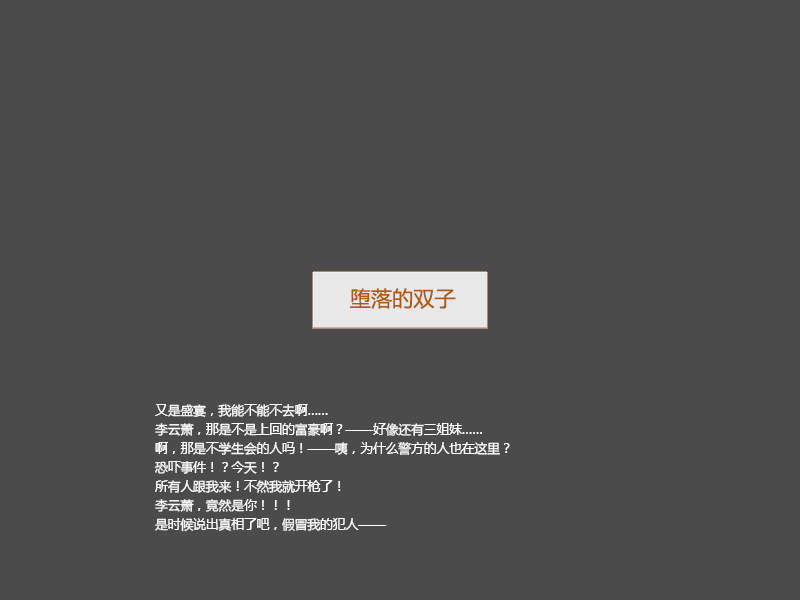 堕落的双子
又是盛宴，我能不能不去啊……
李云萧，那是不是上回的富豪啊？——好像还有三姐妹……
啊，那是不学生会的人吗！——咦，为什么警方的人也在这里？
恐吓事件！？今天！？
所有人跟我来！不然我就开枪了！
李云萧，竟然是你！！！
是时候说出真相了吧，假冒我的犯人——